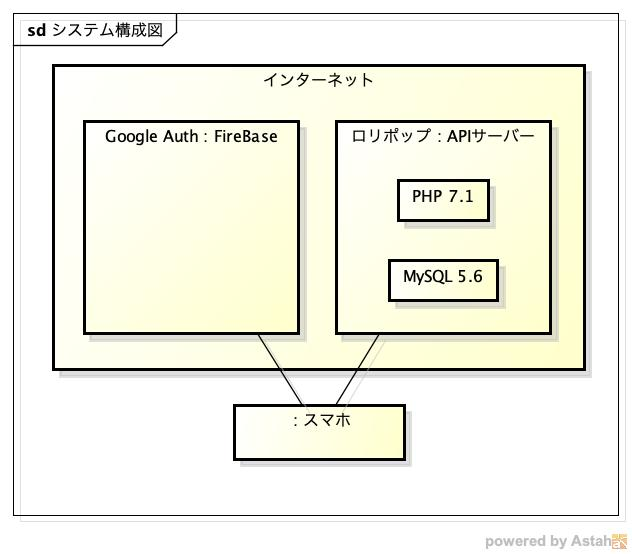 sd システム構成図
インターネット
Google Auth : FireBase
ロリポップ : APIサーバー
PHP 7.1
MySQL 5.6
: スマホ
powered by Astah